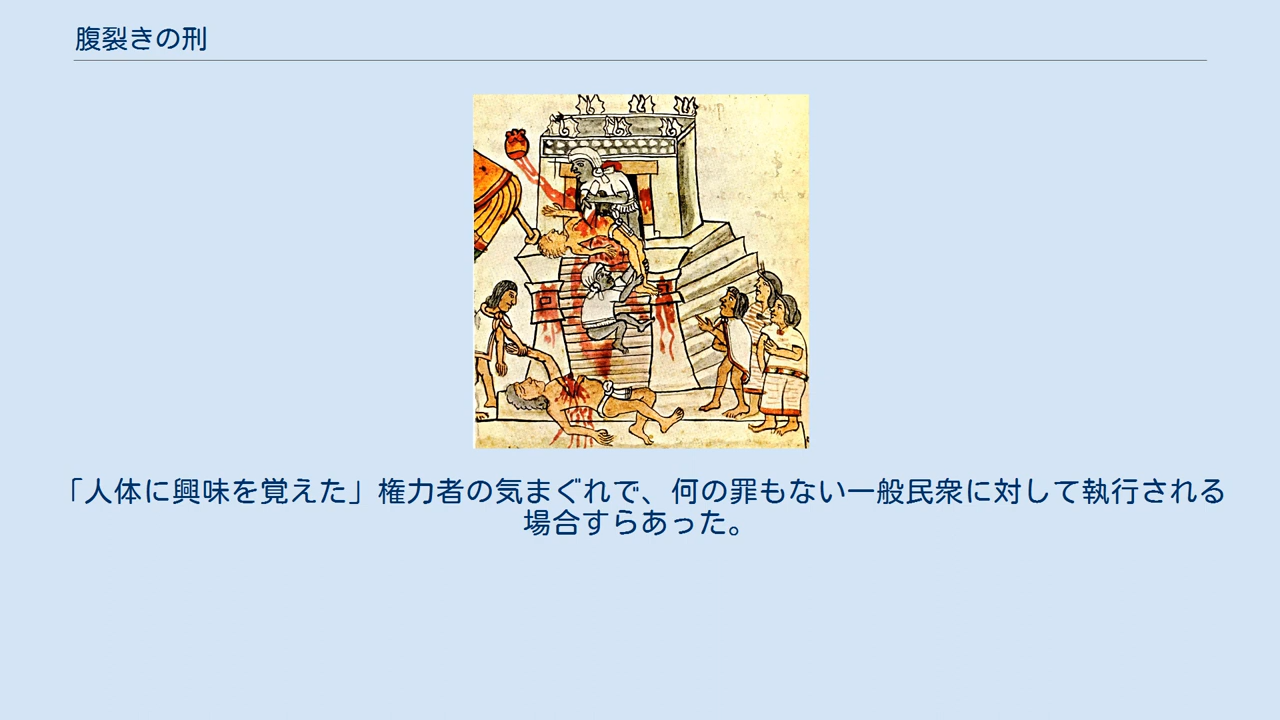 腹裂きの刑
「人体に興味を覚えた」権力者の気まぐれで、何の罪もない一般民衆に対して執行される
場合すらあった。